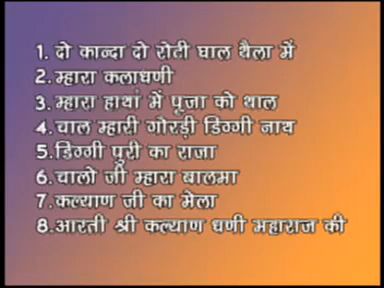 1. दो कान्दा दो रोटी घाल थैला में
2. म्हारा कलाधणी
3. म्हारा हाथां में पूजा को थाल
4. चाल म्हारी गोरड़ी डिग्गी नाथ
5. डिग्गी पुरी का राजा
6. चालो जी म्हारा बालमा
7. कल्याण जी का मेला
8. आरती श्री कल्याण धणी महाराज की